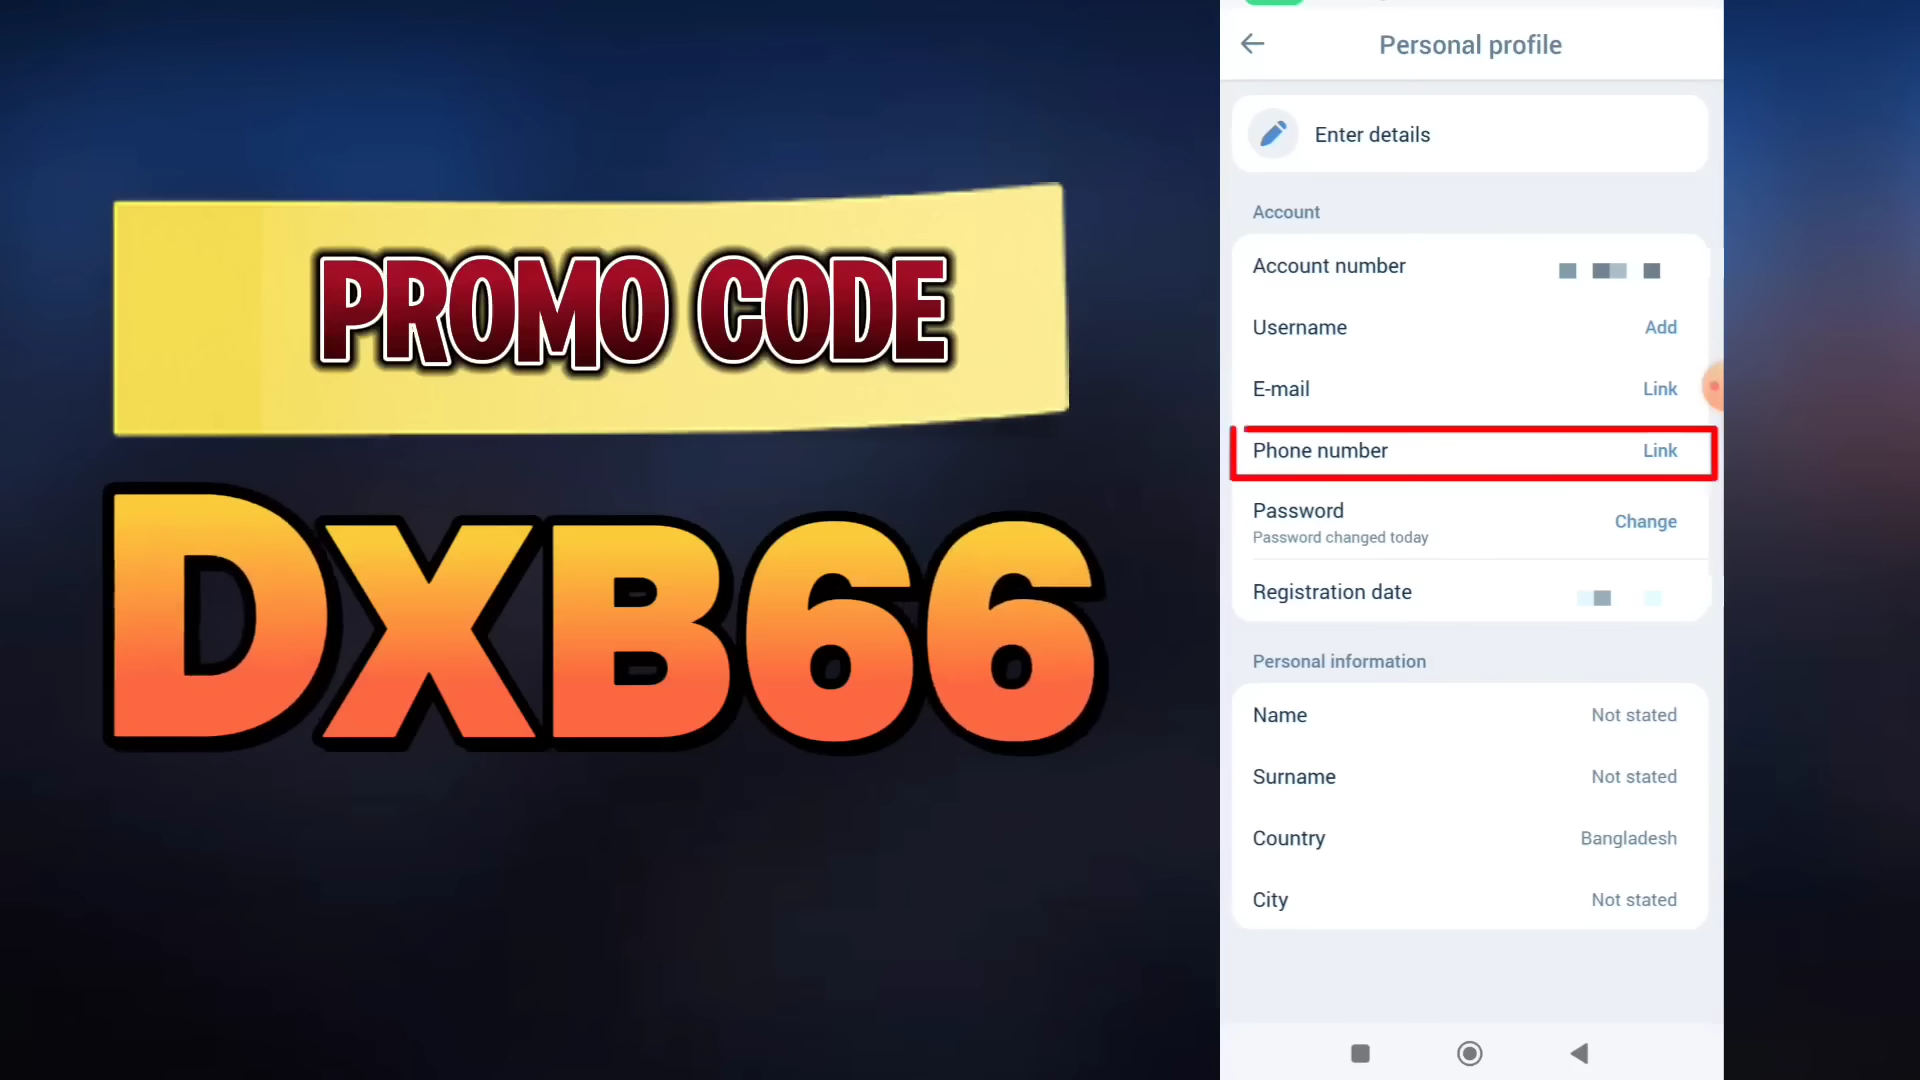 PROMO CODE
DXB66
Personal profile
Enter details
Account
Account number
Username Add
E-mail Link
Phone number Link
Password Change
Password changed today
Registration date
Personal information
Name Not stated
Surname Not stated
Country Bangladesh
City Not stated